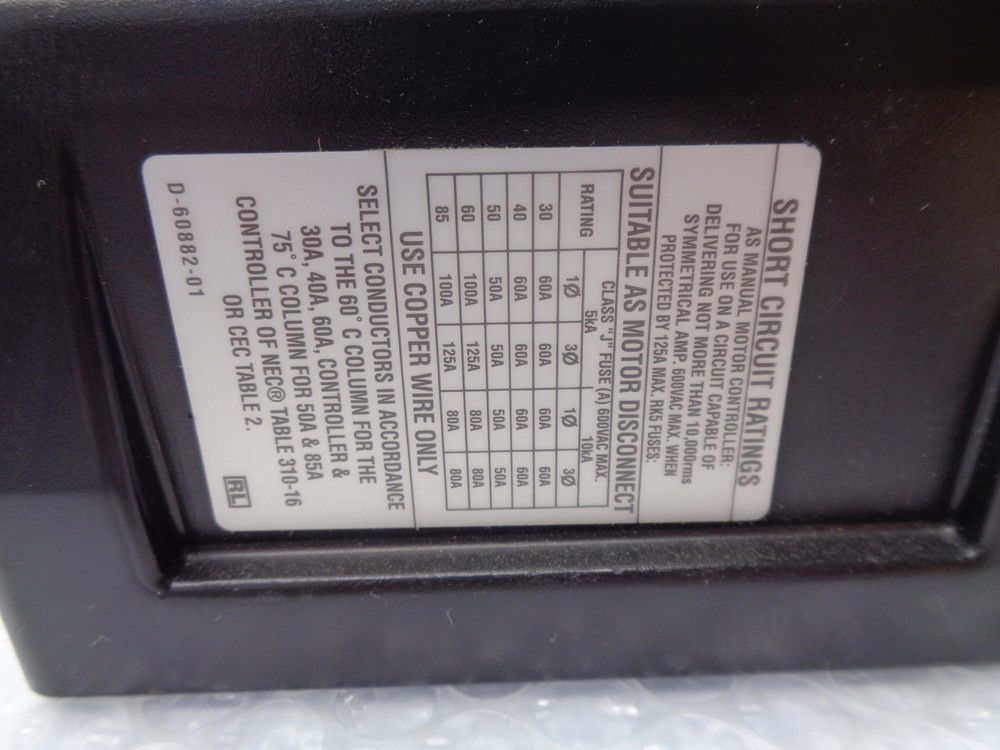 SHORT CIRCUIT RATINGS
AS MANUAL MOTOR CONTROLLER:
FOR USE ON A CIRCUIT CAPABLE OF
DELIVERING NOT MORE THAN 10,000rms
SYMMETRICAL AMP. 600VAC MAX. WHEN
PROTECTED BY 125A MAX. RK5 FUSES:
SUITABLE AS MOTOR DISCONNECT
RATING CLASS "J" FUSE (A) 600VAC MAX.
5kA 10kA
1Ø 3Ø 1Ø 3Ø
30 60A 60A 60A 60A
40 60A 60A 60A 60A
50 50A 50A 50A 50A
60 100A 125A 80A 80A
85 100A 125A 80A 80A
USE COPPER WIRE ONLY
SELECT CONDUCTORS IN ACCORDANCE
TO THE 60° C COLUMN FOR THE
30A, 40A, 60A, CONTROLLER &
75° C COLUMN FOR 50A & 85A
CONTROLLER OF NEC® TABLE 310-16
OR CEC TABLE 2.
D-60882-01
RL